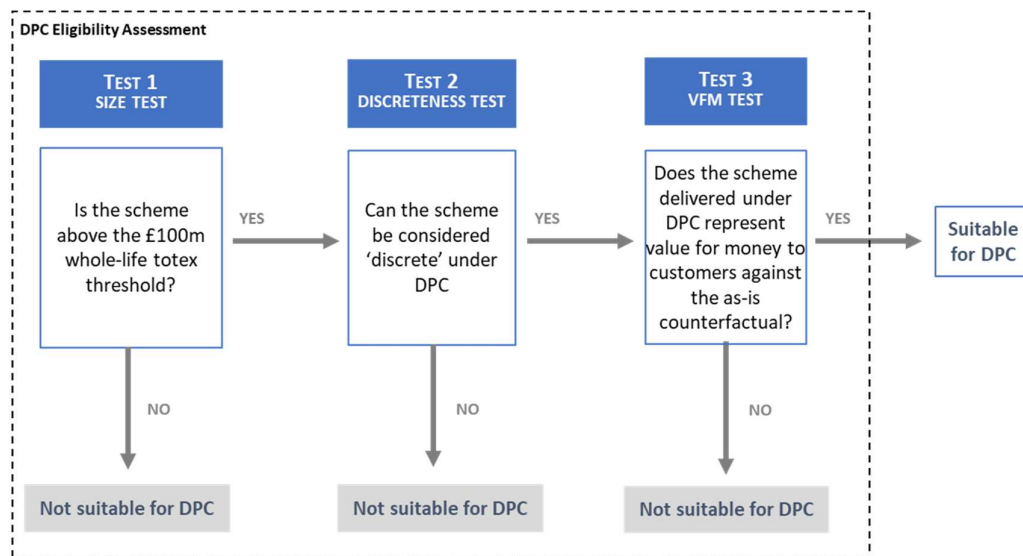 DPC Eligibility Assessment
TEST 1
SIZE TEST
TEST 2
DISCRETENESS TEST
TEST 3
VFM TEST
Is the scheme
above the £100m
whole-life totex
threshold?
YES
Can the scheme
be considered
‘discrete’ under
DPC
YES
Does the scheme
delivered under
DPC represent
value for money to
customers against
the as-is
counterfactual?
YES
Suitable
for DPC
NO
NO
NO
Not suitable for DPC
Not suitable for DPC
Not suitable for DPC